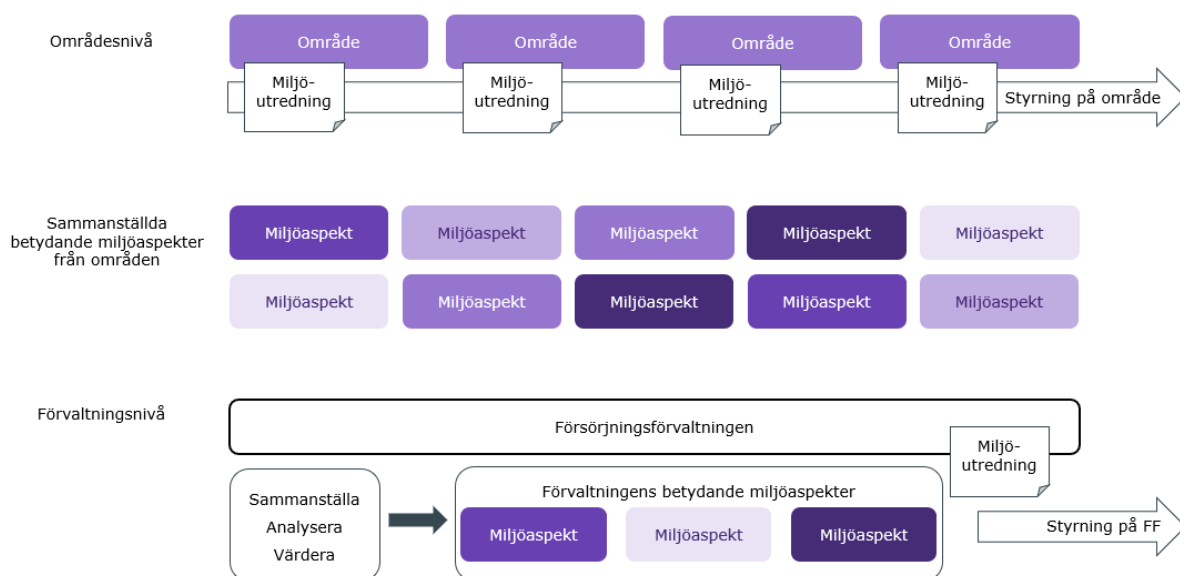 Områdesnivå
Område
Område
Område
Område
Miljö-
utredning
Miljö-
utredning
Miljö-
utredning
Miljö-
utredning
Styrning på område
Sammanställda
betydande miljöaspekter
från områden
Miljöaspekt
Miljöaspekt
Miljöaspekt
Miljöaspekt
Miljöaspekt
Miljöaspekt
Miljöaspekt
Miljöaspekt
Miljöaspekt
Miljöaspekt
Förvaltningsnivå
Försörjningsförvaltningen
Miljö-
utredning
Sammanställa
Analysera
Värdera
Förvaltningens betydande miljöaspekter
Miljöaspekt
Miljöaspekt
Miljöaspekt
Styrning på FF